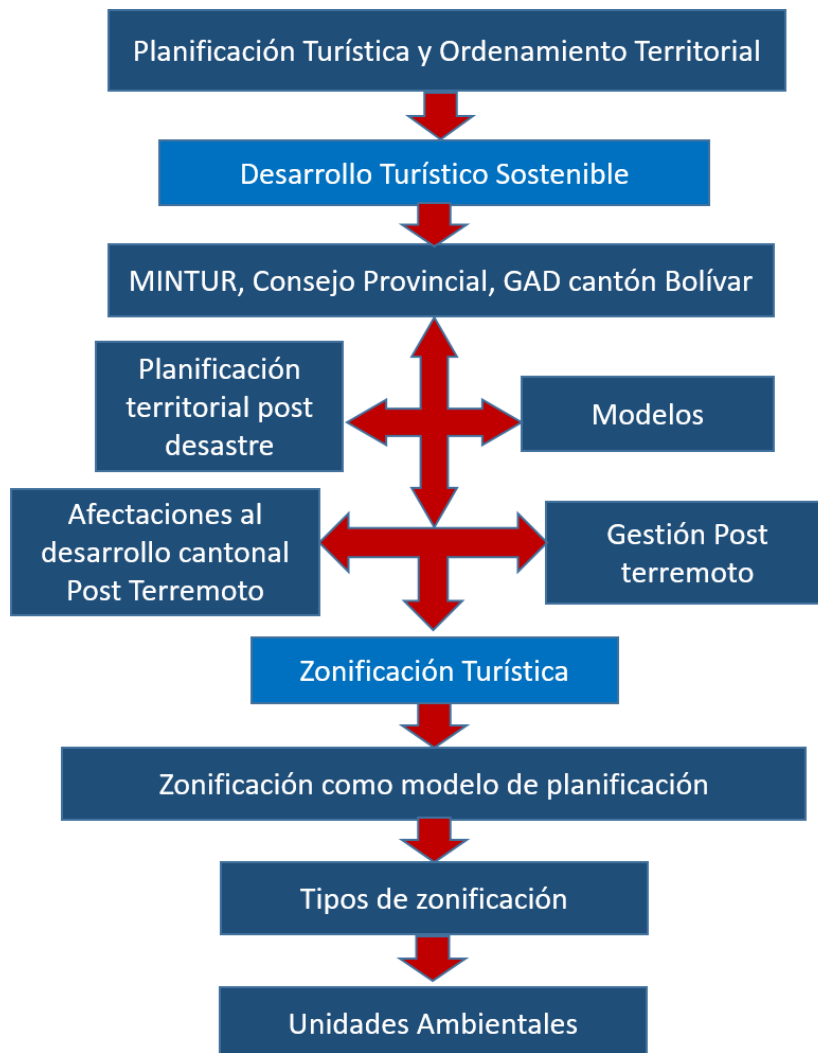 Planificación Turística y Ordenamiento Territorial
Desarrollo Turístico Sostenible
MINTUR, Consejo Provincial, GAD cantón Bolívar
Planificación
territorial post
desastre
Modelos
Afectaciones al
desarrollo cantonal
Post Terremoto
Gestión Post
terremoto
Zonificación Turística
Zonificación como modelo de planificación
Tipos de zonificación
Unidades Ambientales